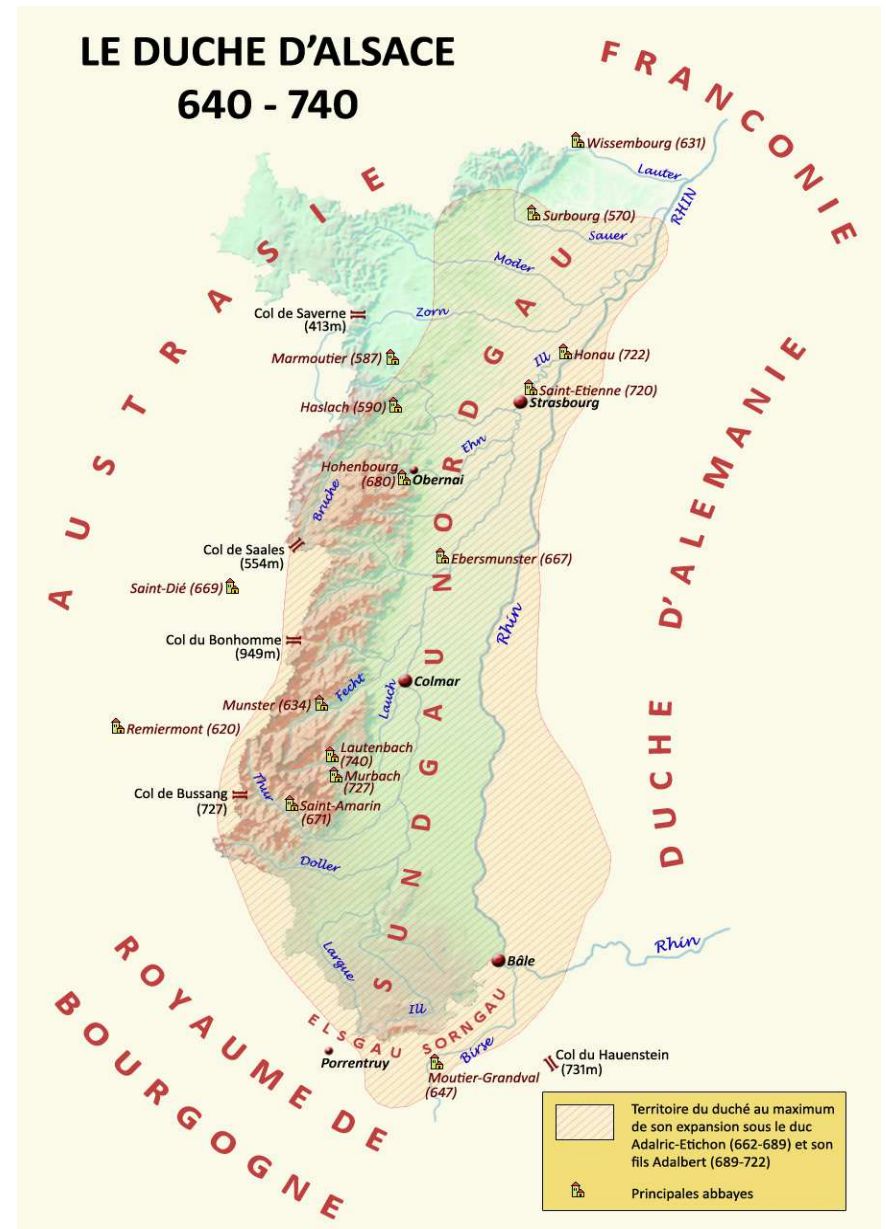 LE DUCHE D'ALSACE
640 - 740
FRANCONIE
AUSTRASIE
Wissembourg (631)
Lauter
RHIN
Surbourg (570)
Sauer
Moder
NORDGAU
Col de Saverne
(413m)
Zorn
Marmoutier (587)
Ill
Honau (722)
Saint-Etienne (720)
Strasbourg
Haslach (590)
Ehn
Hohenbourg
(680)
Obernai
Bruche
DUCHE D'ALEMANIE
Col de Saales
(554m)
Ebersmunster (667)
Saint-Dié (669)
Rhin
Col du Bonhomme
(949m)
Colmar
Munster (634)
Fecht
Lauch
Remiermont (620)
SUNDGAU
Lautenbach
(740)
Murbach
(727)
Col de Bussang
(727)
Thur
Saint-Amarin
(671)
Doller
Rhin
Bâle
Largue
Ill
ELSGAU SORNGAU
Birse
Porrentruy
Moutier-Grandval
(647)
Col du Hauenstein
(731m)
ROYAUME DE
BOURGOGNE
Territoire du duché au maximum
de son expansion sous le duc
Adalric-Etichon (662-689) et son
fils Adalbert (689-722)
Principales abbayes